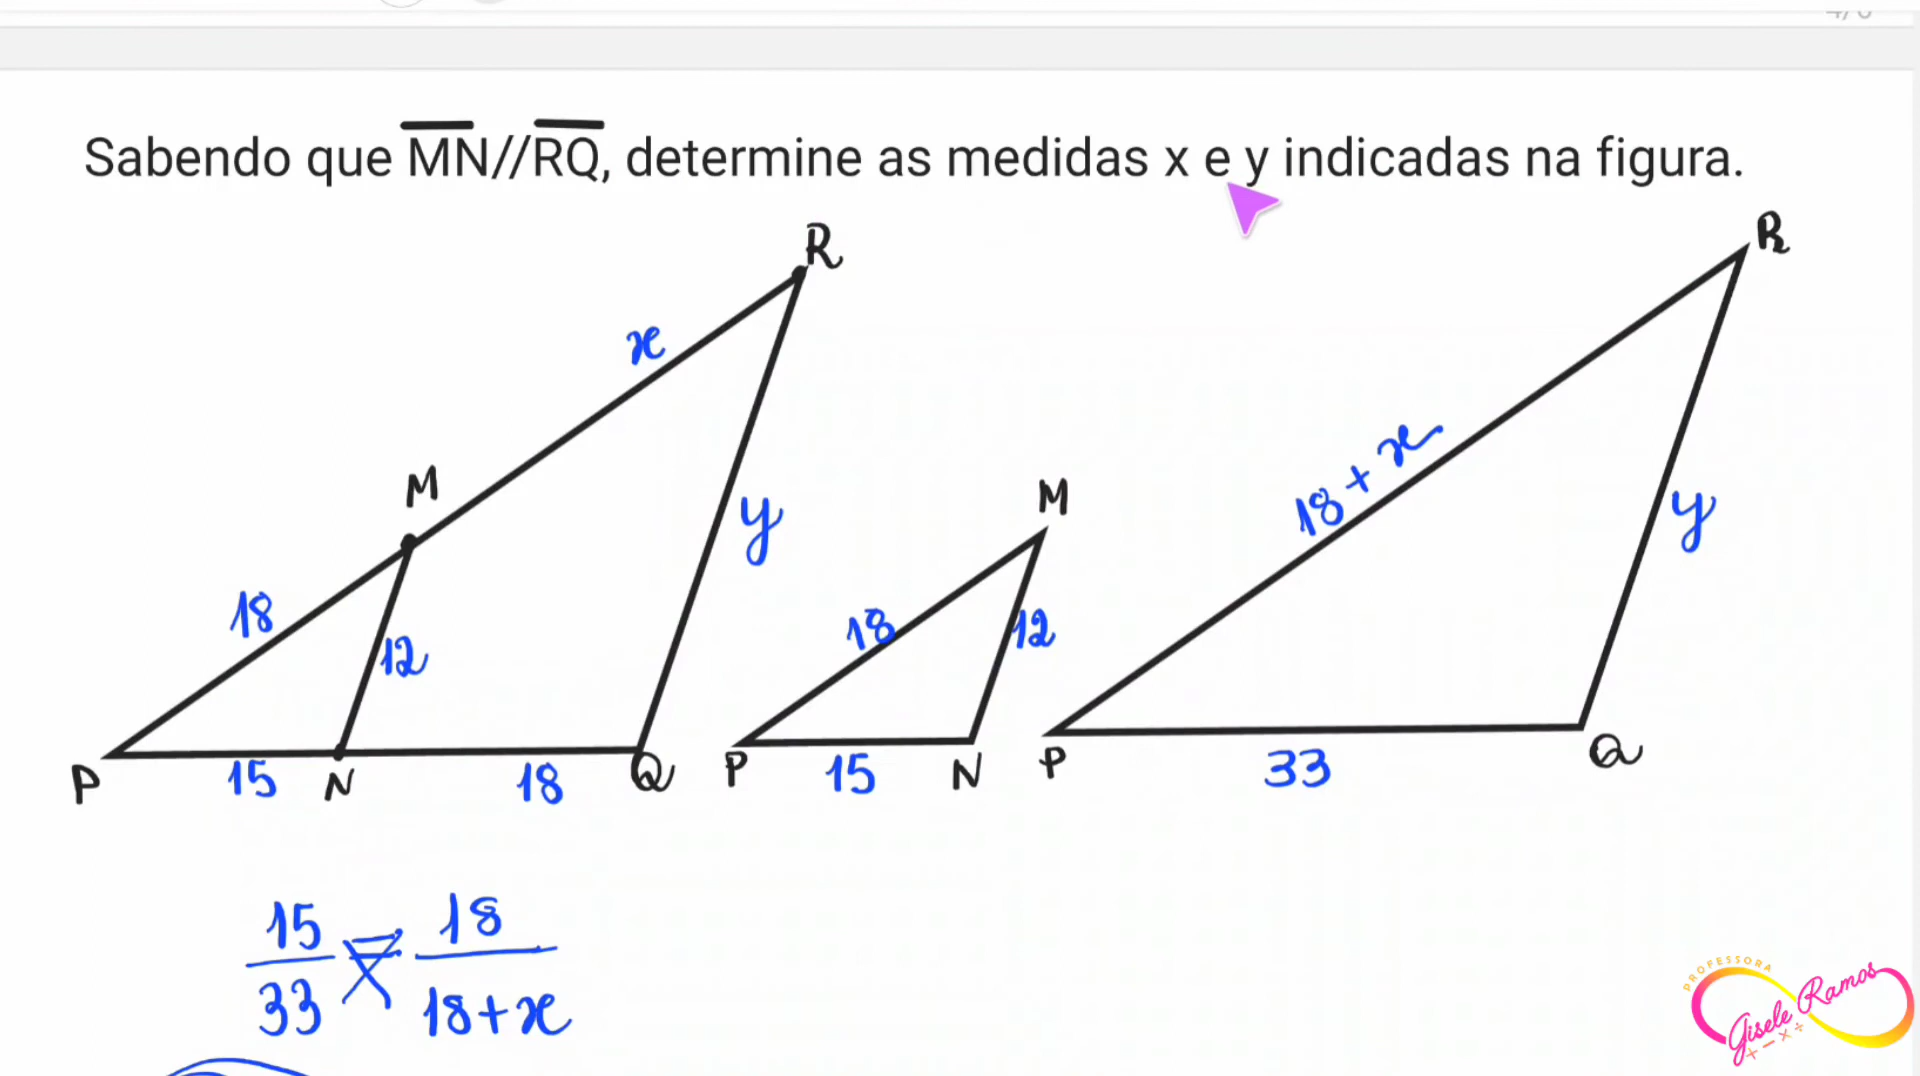 Sabendo que MN//RQ, determine as medidas x e y indicadas na figura.
R
R
x
18 + x
M
M
y
y
18
18
12
12
P
15
N
18
Q
P
15
N
P
33
Q
15
33
=
18
18+x
PROFESSORA
Gisele Ramos
+ − × ÷